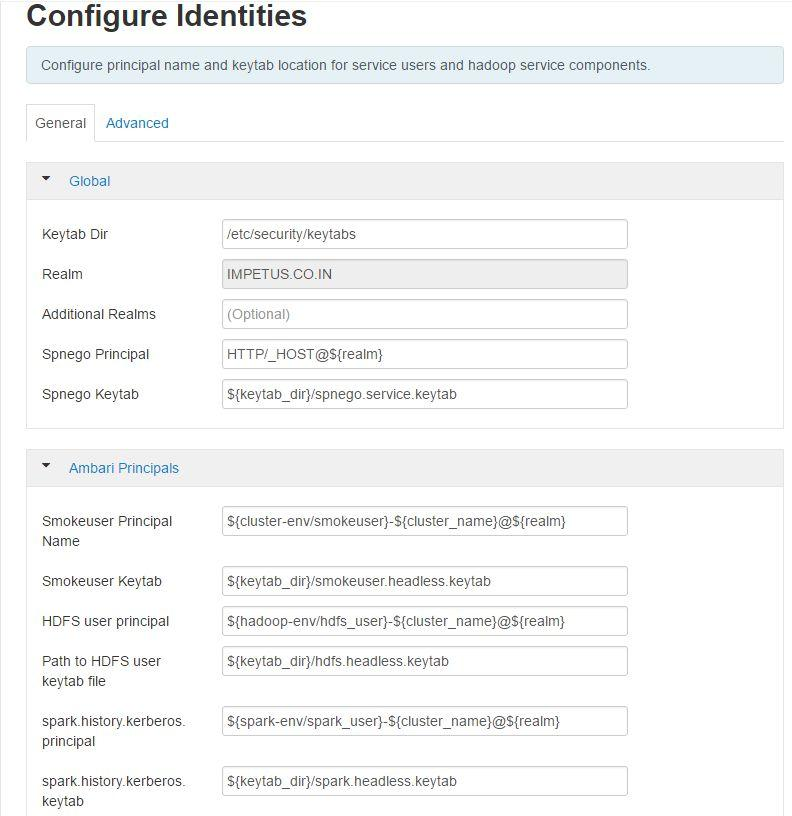 Configure Identities
Configure principal name and keytab location for service users and hadoop service components.
General Advanced
Global
Keytab Dir /etc/security/keytabs
Realm IMPETUS.CO.IN
Additional Realms (Optional)
Spnego Principal HTTP/_HOST@${realm}
Spnego Keytab ${keytab_dir}/spnego.service.keytab
Ambari Principals
Smokeuser Principal ${cluster-env/smokeuser}-${cluster_name}@${realm}
Name
Smokeuser Keytab ${keytab_dir}/smokeuser.headless.keytab
HDFS user principal ${hadoop-env/hdfs_user}-${cluster_name}@${realm}
Path to HDFS user ${keytab_dir}/hdfs.headless.keytab
keytab file
spark.history.kerberos. ${spark-env/spark_user}-${cluster_name}@${realm}
principal
spark.history.kerberos. ${keytab_dir}/spark.headless.keytab
keytab